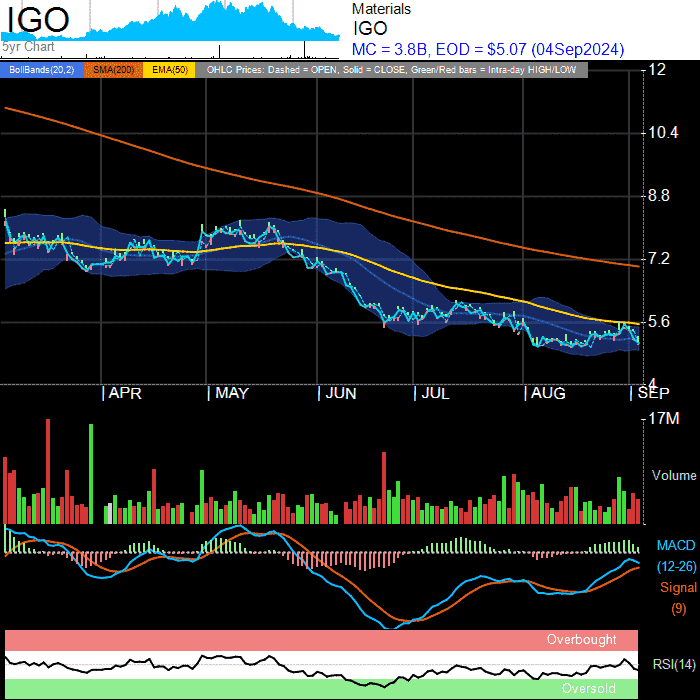 IGO
5yr Chart
Materials
IGO
MC = 3.8B, EOD = $5.07 (04Sep2024)
BollBands(20,2) SMA(200) EMA(50) OHLC Prices: Dashed = OPEN, Solid = CLOSE, Green/Red bars = Intra-day HIGH/LOW
12
10.4
8.8
7.2
5.6
4
| APR | MAY | JUN | JUL | AUG | SEP
17M
Volume
MACD
(12-26)
Signal
(9)
Overbought
RSI(14)
Oversold